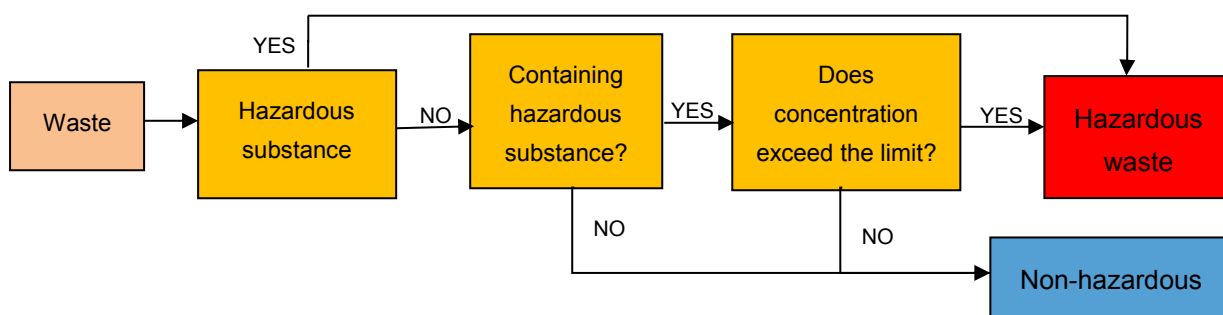 YES
Waste
Hazardous
substance
NO
Containing
hazardous
substance?
YES
Does
concentration
exceed the limit?
YES
Hazardous
waste
NO
NO
Non-hazardous